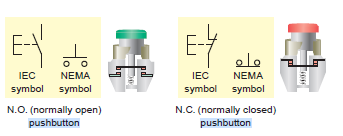 IEC
symbol
NEMA
symbol
N.O. (normally open)
pushbutton
IEC
symbol
NEMA
symbol
N.C. (normally closed)
pushbutton